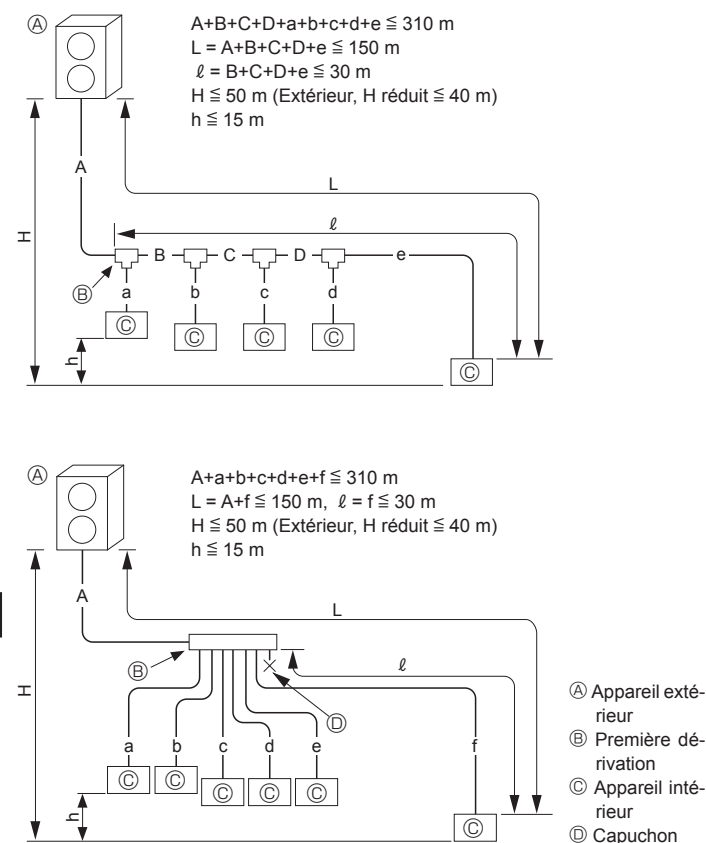 Ⓐ
A+B+C+D+a+b+c+d+e ≦ 310 m
L = A+B+C+D+e ≦ 150 m
ℓ = B+C+D+e ≦ 30 m
H ≦ 50 m (Extérieur, H réduit ≦ 40 m)
h ≦ 15 m
A
L
H
ℓ
B C D e
Ⓑ
a b c d
Ⓒ Ⓒ Ⓒ Ⓒ
h
Ⓒ
Ⓐ
A+a+b+c+d+e+f ≦ 310 m
L = A+f ≦ 150 m, ℓ = f ≦ 30 m
H ≦ 50 m (Extérieur, H réduit ≦ 40 m)
h ≦ 15 m
A
L
Ⓑ
ℓ
H
Ⓓ
a b c d e f
Ⓒ Ⓒ Ⓒ Ⓒ Ⓒ
h
Ⓒ
Ⓐ Appareil exté-
rieur
Ⓑ Première dé-
rivation
Ⓒ Appareil inté-
rieur
Ⓓ Capuchon